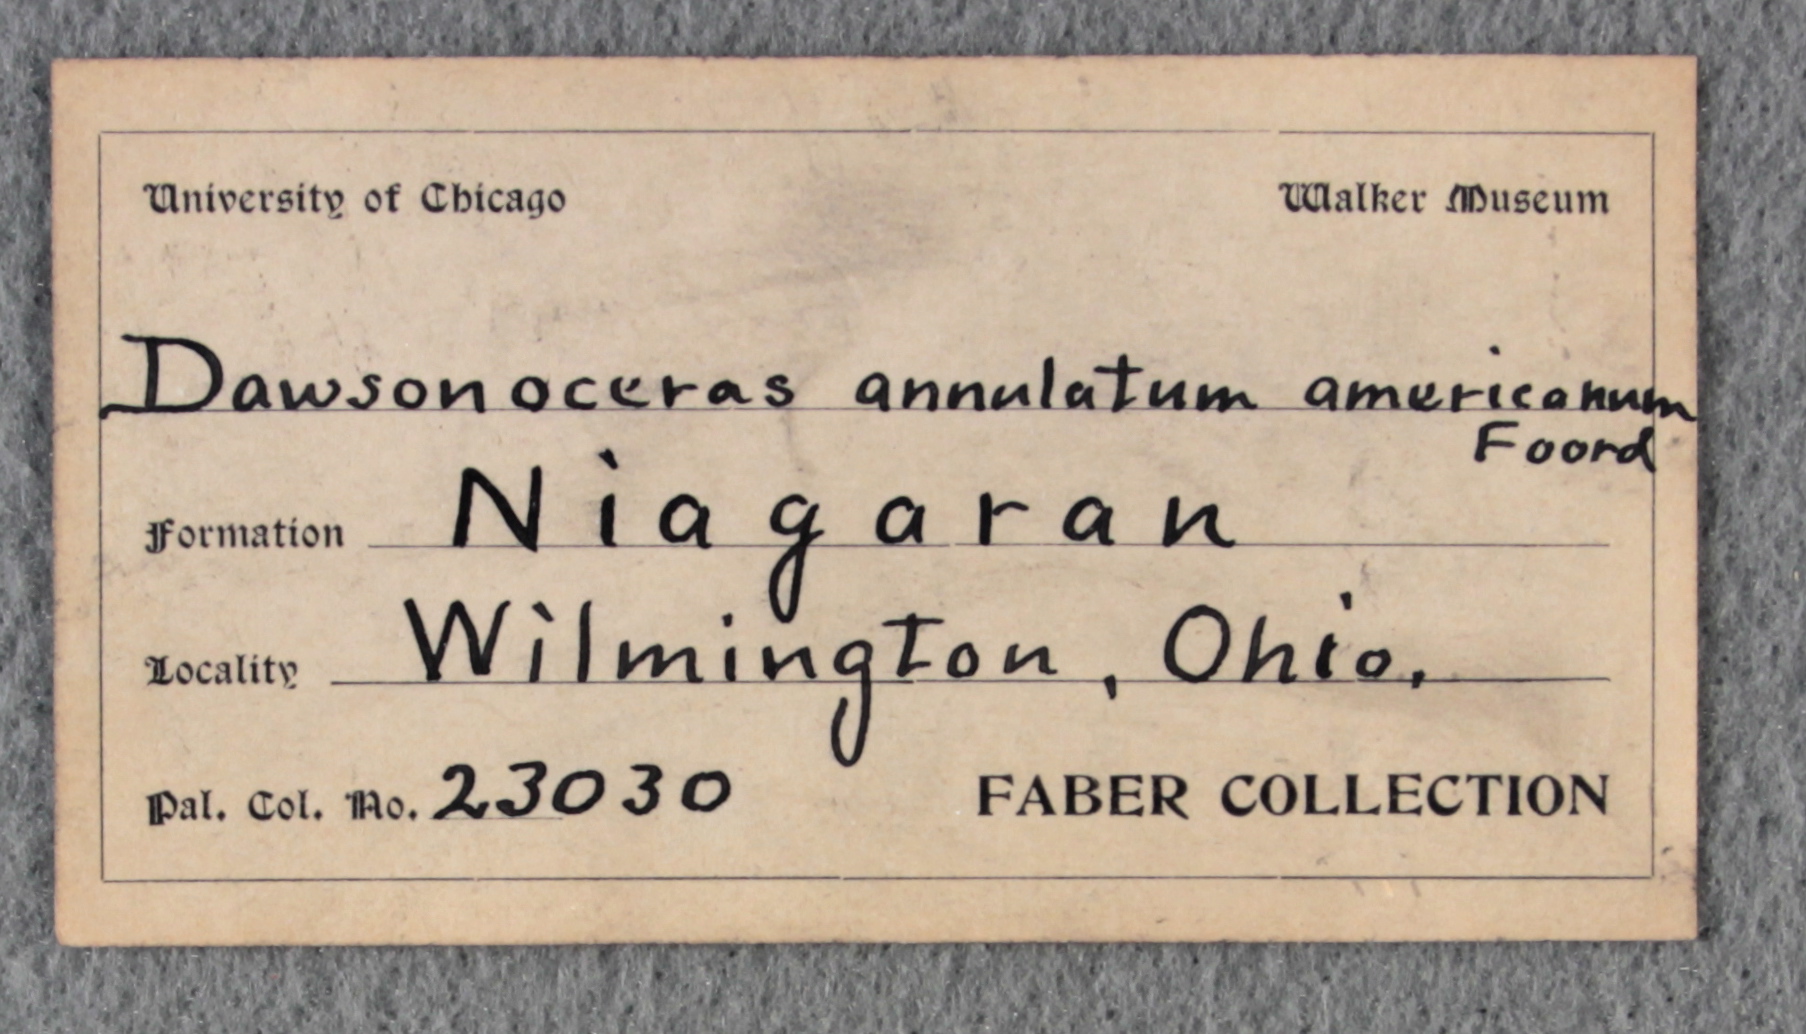 University of Chicago Walker Museum
Dawsonoceras annulatum americanum
Foord
Formation Niagaran
Locality Wilmington, Ohio.
Pal. Col. No. 23030 FABER COLLECTION